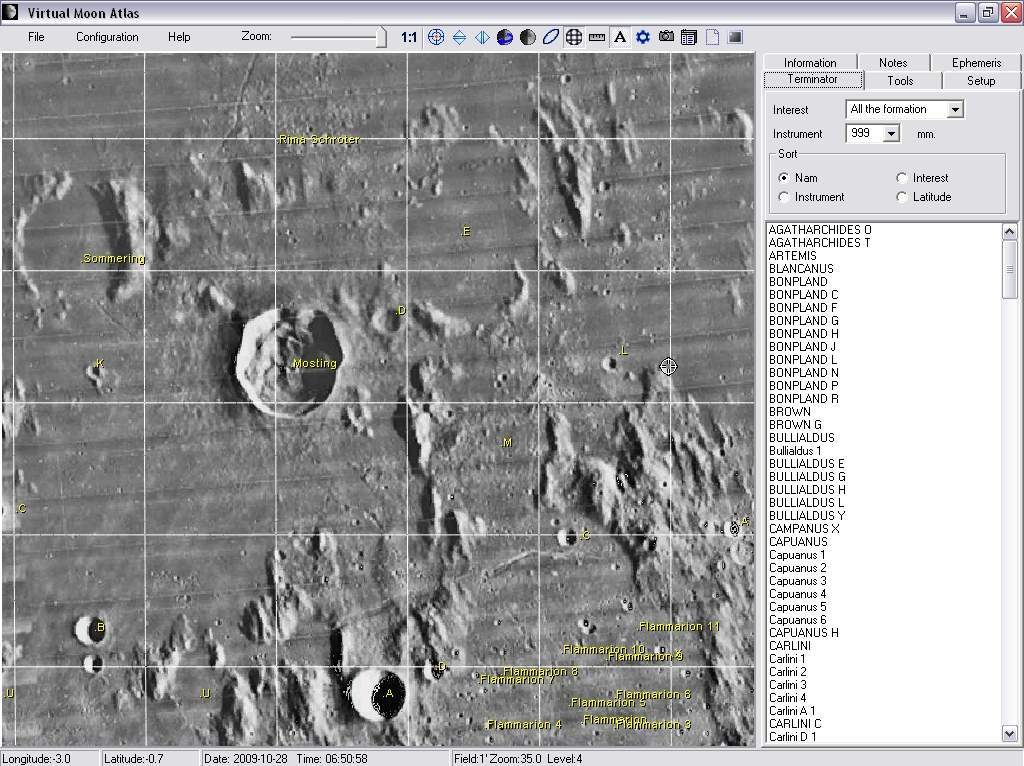 Virtual Moon Atlas
File Configuration Help Zoom: 1:1 A
Information Notes Ephemeris
Terminator Tools Setup
Interest All the formation
Instrument 999 mm.
Sort
Nam Interest
Instrument Latitude
AGATHARCHIDES O
AGATHARCHIDES T
ARTEMIS
BLANCANUS
BONPLAND
BONPLAND C
BONPLAND F
BONPLAND G
BONPLAND H
BONPLAND J
BONPLAND L
BONPLAND N
BONPLAND P
BONPLAND R
BROWN
BROWN G
BULLIALDUS
Bullialdus 1
BULLIALDUS E
BULLIALDUS G
BULLIALDUS H
BULLIALDUS L
BULLIALDUS Y
CAMPANUS X
CAPUANUS
Capuanus 1
Capuanus 2
Capuanus 3
Capuanus 4
Capuanus 5
Capuanus 6
CAPUANUS H
CARLINI
Carlini 1
Carlini 2
Carlini 3
Carlini 4
Carlini A 1
CARLINI C
Carlini D 1
.Rima Schroter
.E
.Sommering
.D
.L
.K
.Mosting
M
.C
.A
.C
.B
.Flammarion 11
.Flammarion 10
.X
.Flammarion 9
.D
.Flammarion 8
.Flammarion 7
.U
.U
.A
.Flammarion 6
.Flammarion 5
.Flammarion
.Flammarion 4
.Flammarion 3
Longitude:-3.0 Latitude:-0.7 Date: 2009-10-28 Time: 06:50:58 Field:1' Zoom:35.0 Level:4